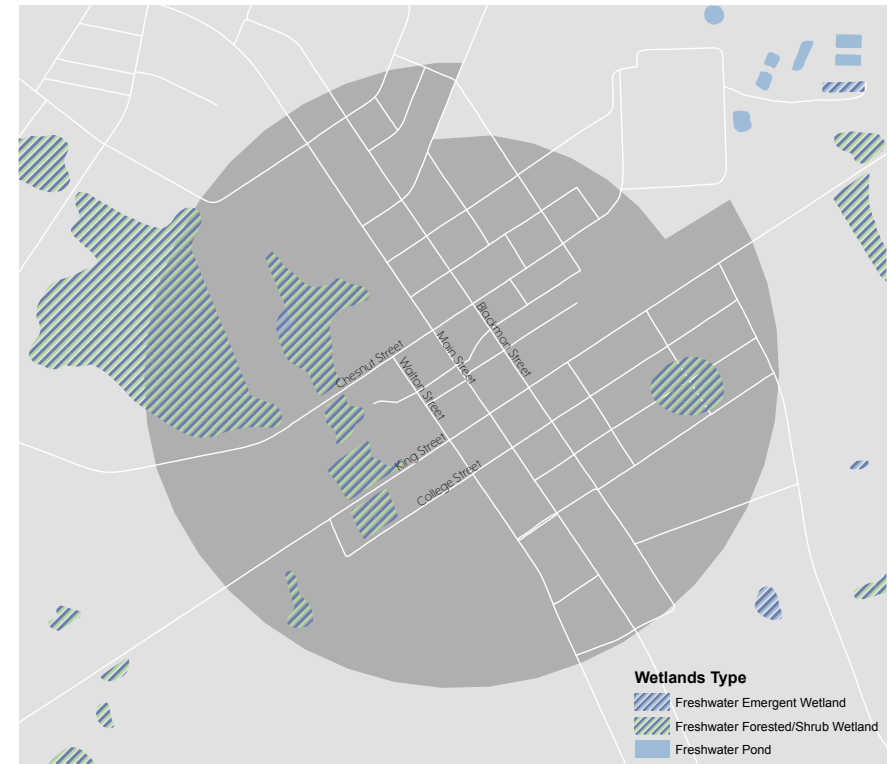 Blackmon Street
Main Street
Chesnut Street
Walton Street
King Street
College Street
Wetlands Type
Freshwater Emergent Wetland
Freshwater Forested/Shrub Wetland
Freshwater Pond